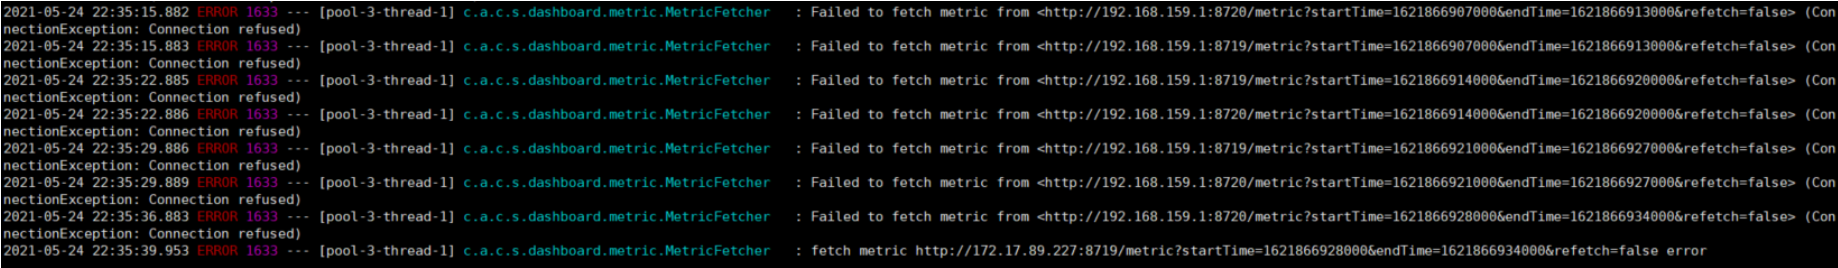 2021-05-24 22:35:15.882 ERROR 1633 --- [pool-3-thread-1] c.a.c.s.dashboard.metric.MetricFetcher   : Failed to fetch metric from <http://192.168.159.1:8720/metric?startTime=1621866907000&endTime=1621866913000&refetch=false> (Con
nectionException: Connection refused)
2021-05-24 22:35:15.883 ERROR 1633 --- [pool-3-thread-1] c.a.c.s.dashboard.metric.MetricFetcher   : Failed to fetch metric from <http://192.168.159.1:8719/metric?startTime=1621866907000&endTime=1621866913000&refetch=false> (Con
nectionException: Connection refused)
2021-05-24 22:35:22.885 ERROR 1633 --- [pool-3-thread-1] c.a.c.s.dashboard.metric.MetricFetcher   : Failed to fetch metric from <http://192.168.159.1:8719/metric?startTime=1621866914000&endTime=1621866920000&refetch=false> (Con
nectionException: Connection refused)
2021-05-24 22:35:22.886 ERROR 1633 --- [pool-3-thread-1] c.a.c.s.dashboard.metric.MetricFetcher   : Failed to fetch metric from <http://192.168.159.1:8720/metric?startTime=1621866914000&endTime=1621866920000&refetch=false> (Con
nectionException: Connection refused)
2021-05-24 22:35:29.886 ERROR 1633 --- [pool-3-thread-1] c.a.c.s.dashboard.metric.MetricFetcher   : Failed to fetch metric from <http://192.168.159.1:8719/metric?startTime=1621866921000&endTime=1621866927000&refetch=false> (Con
nectionException: Connection refused)
2021-05-24 22:35:29.889 ERROR 1633 --- [pool-3-thread-1] c.a.c.s.dashboard.metric.MetricFetcher   : Failed to fetch metric from <http://192.168.159.1:8720/metric?startTime=1621866921000&endTime=1621866927000&refetch=false> (Con
nectionException: Connection refused)
2021-05-24 22:35:36.883 ERROR 1633 --- [pool-3-thread-1] c.a.c.s.dashboard.metric.MetricFetcher   : Failed to fetch metric from <http://192.168.159.1:8720/metric?startTime=1621866928000&endTime=1621866934000&refetch=false> (Con
nectionException: Connection refused)
2021-05-24 22:35:39.953 ERROR 1633 --- [pool-3-thread-1] c.a.c.s.dashboard.metric.MetricFetcher   : fetch metric http://172.17.89.227:8719/metric?startTime=1621866928000&endTime=1621866934000&refetch=false error